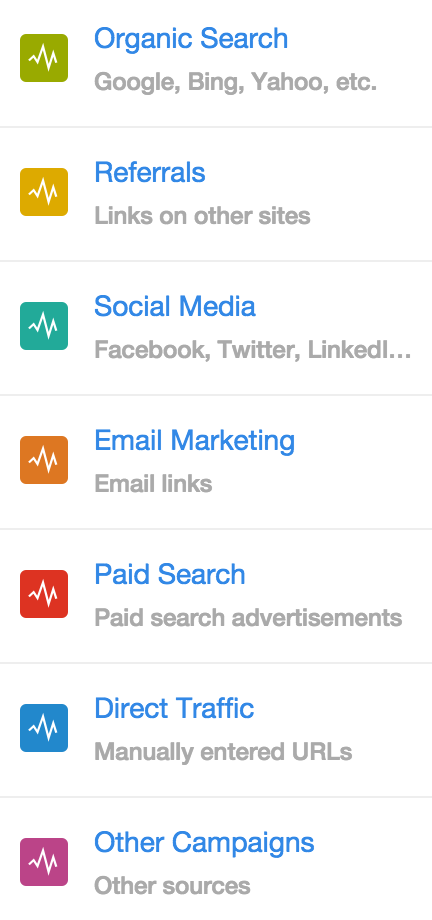 Organic Search
Google, Bing, Yahoo, etc.
Referrals
Links on other sites
Social Media
Facebook, Twitter, LinkedI...
Email Marketing
Email links
Paid Search
Paid search advertisements
Direct Traffic
Manually entered URLs
Other Campaigns
Other sources